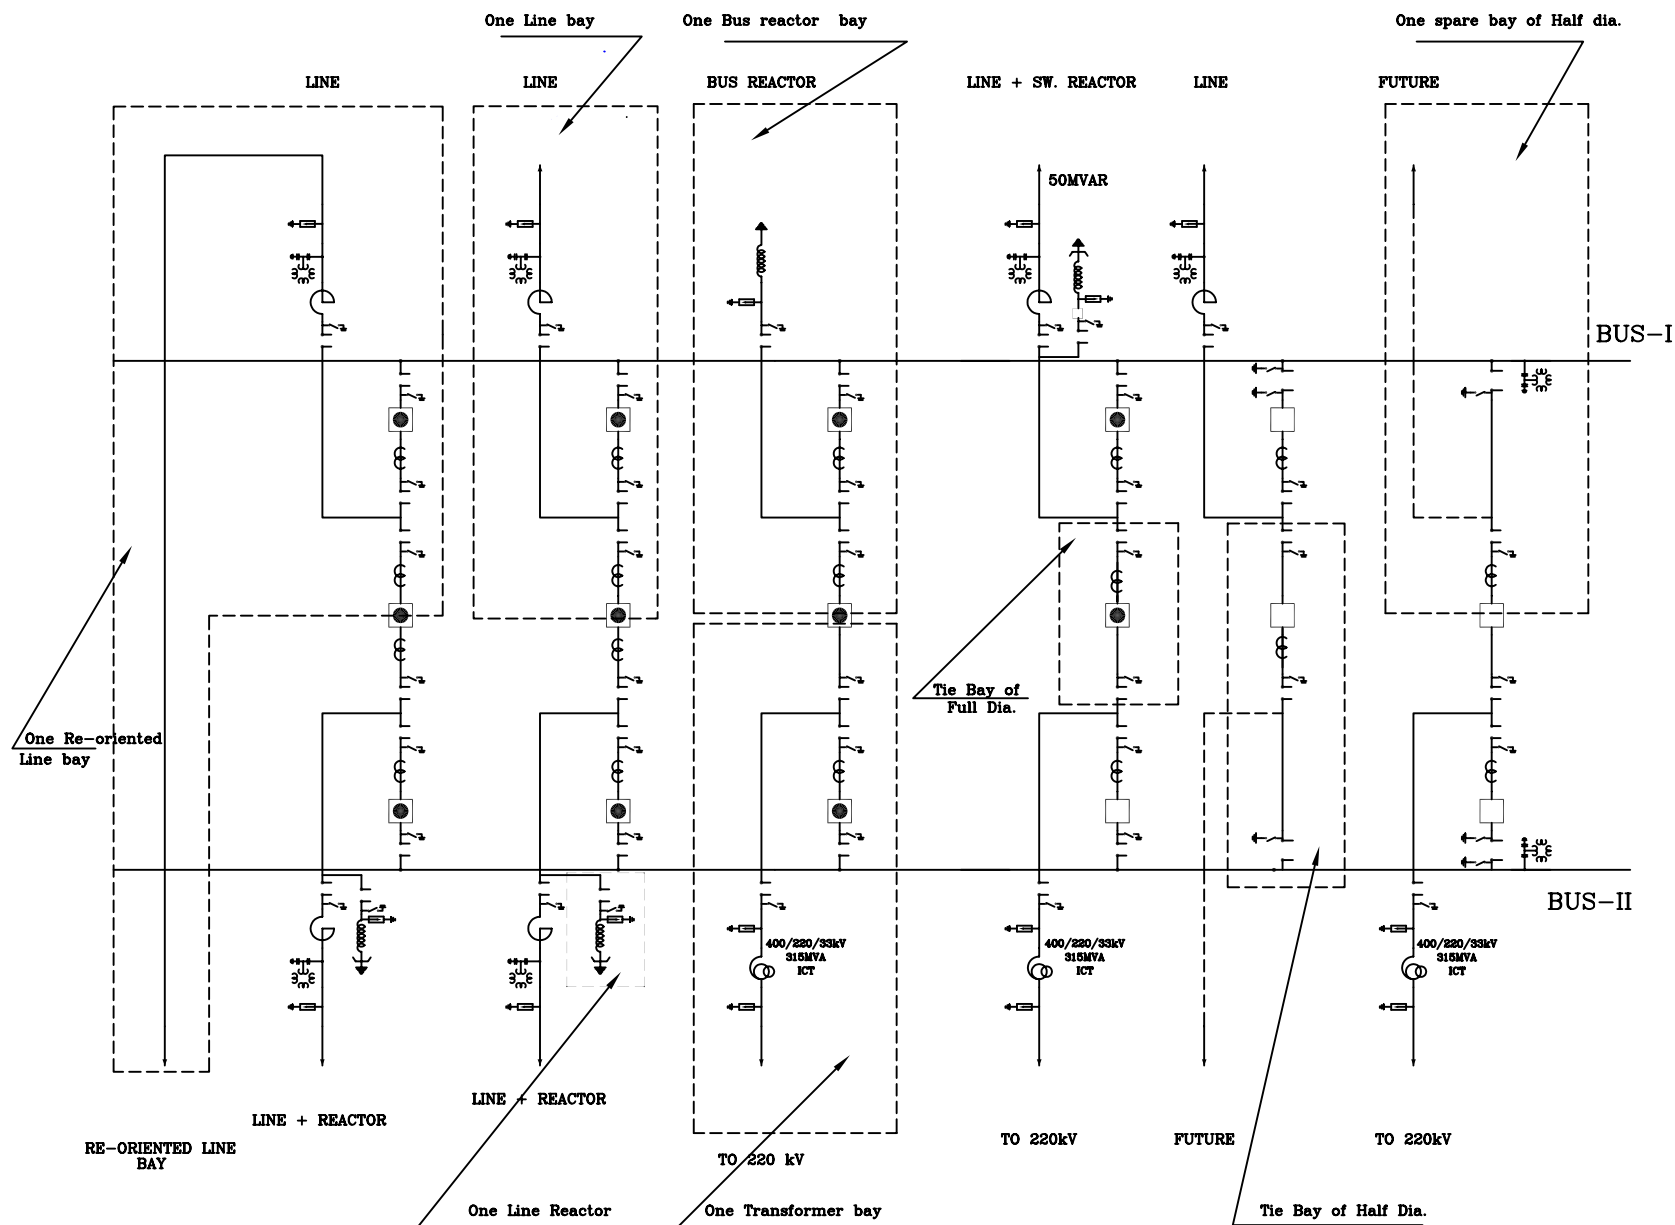 One Line bay
One Bus reactor bay
One spare bay of Half dia.
LINE
LINE
BUS REACTOR
LINE + SW. REACTOR
LINE
FUTURE
50MVAR
BUS-I
Tie Bay of
Full Dia.
One Re-oriented
Line bay
BUS-II
400/220/33kV
315MVA
ICT
400/220/33kV
315MVA
ICT
400/220/33kV
315MVA
ICT
LINE + REACTOR
LINE + REACTOR
RE-ORIENTED LINE
BAY
TO 220 kV
TO 220kV
FUTURE
TO 220kV
One Line Reactor
One Transformer bay
Tie Bay of Half Dia.